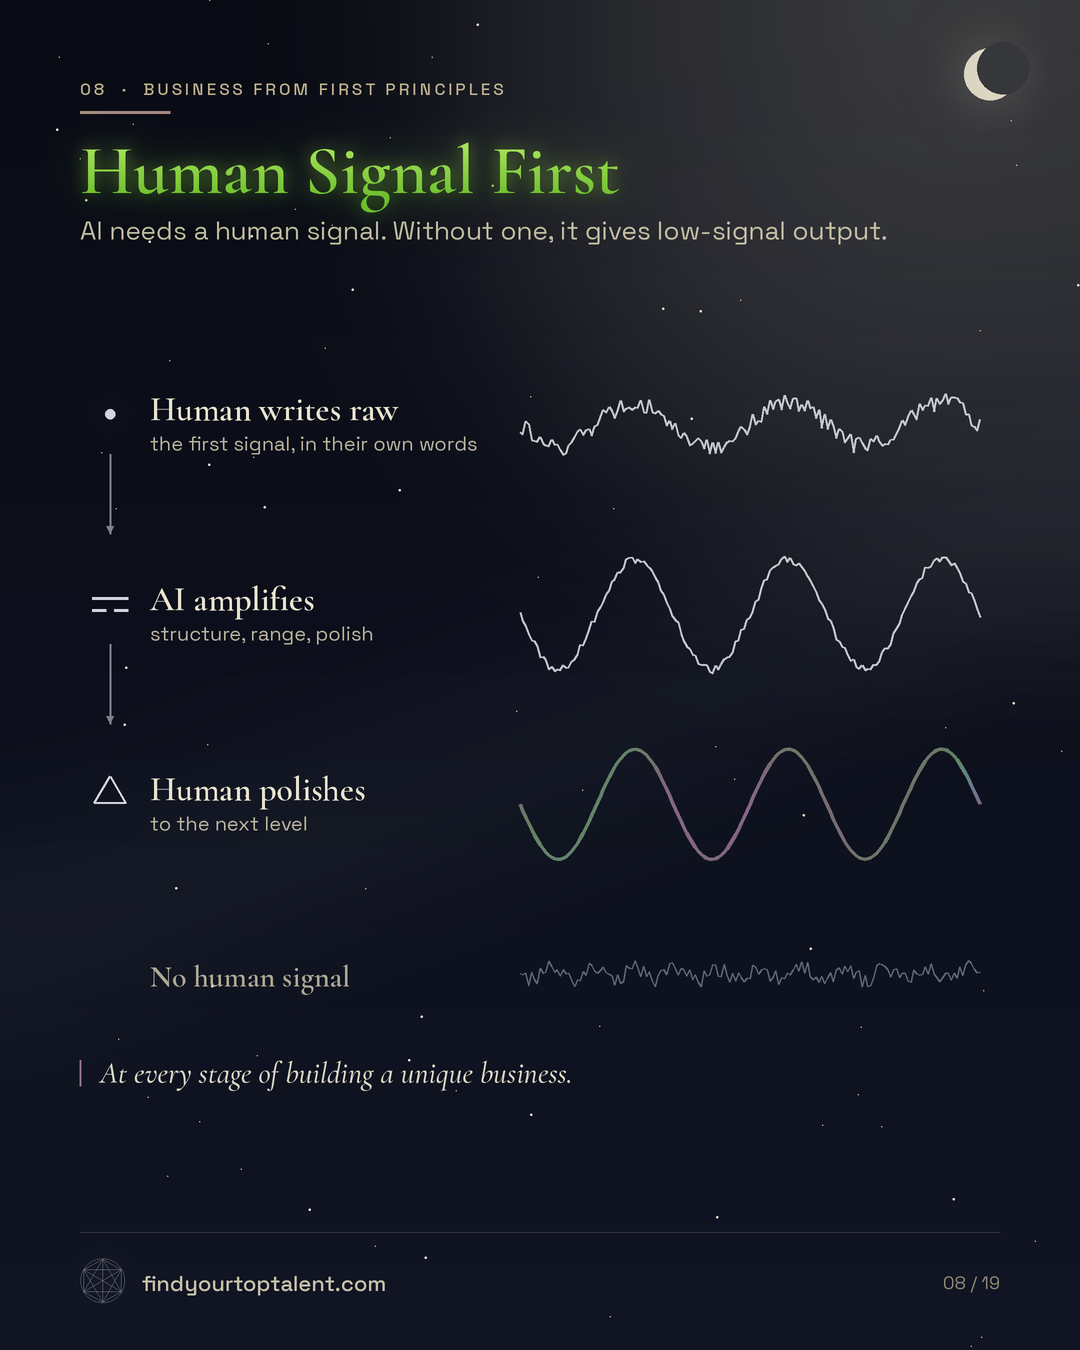 08 · BUSINESS FROM FIRST PRINCIPLES
Human Signal First
AI needs a human signal. Without one, it gives low-signal output.
Human writes raw
the first signal, in their own words
AI amplifies
structure, range, polish
Human polishes
to the next level
No human signal
At every stage of building a unique business.
findyourtoptalent.com
08 / 19